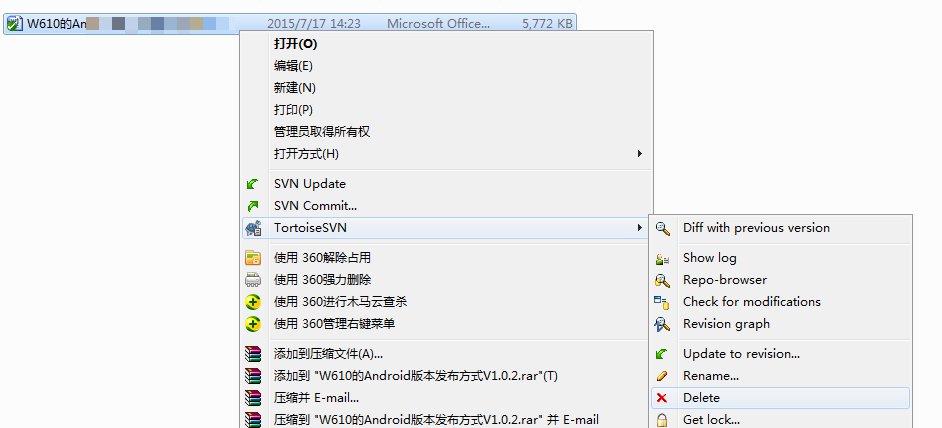 W610的An 2015/7/17 14:23 Microsoft Office... 5,772 KB
打开(O)
编辑(E)
新建(N)
打印(P)
管理员取得所有权
打开方式(H)
SVN Update
SVN Commit...
TortoiseSVN
使用 360解除占用
使用 360强力删除
使用 360进行木马云查杀
使用 360管理右键菜单
添加到压缩文件(A)...
添加到 "W610的Android版本发布方式V1.0.2.rar"(T)
压缩并 E-mail...
压缩到 "W610的Android版本发布方式V1.0.2.rar" 并 E-mail
Diff with previous version
Show log
Repo-browser
Check for modifications
Revision graph
Update to revision...
Rename...
Delete
Get lock...